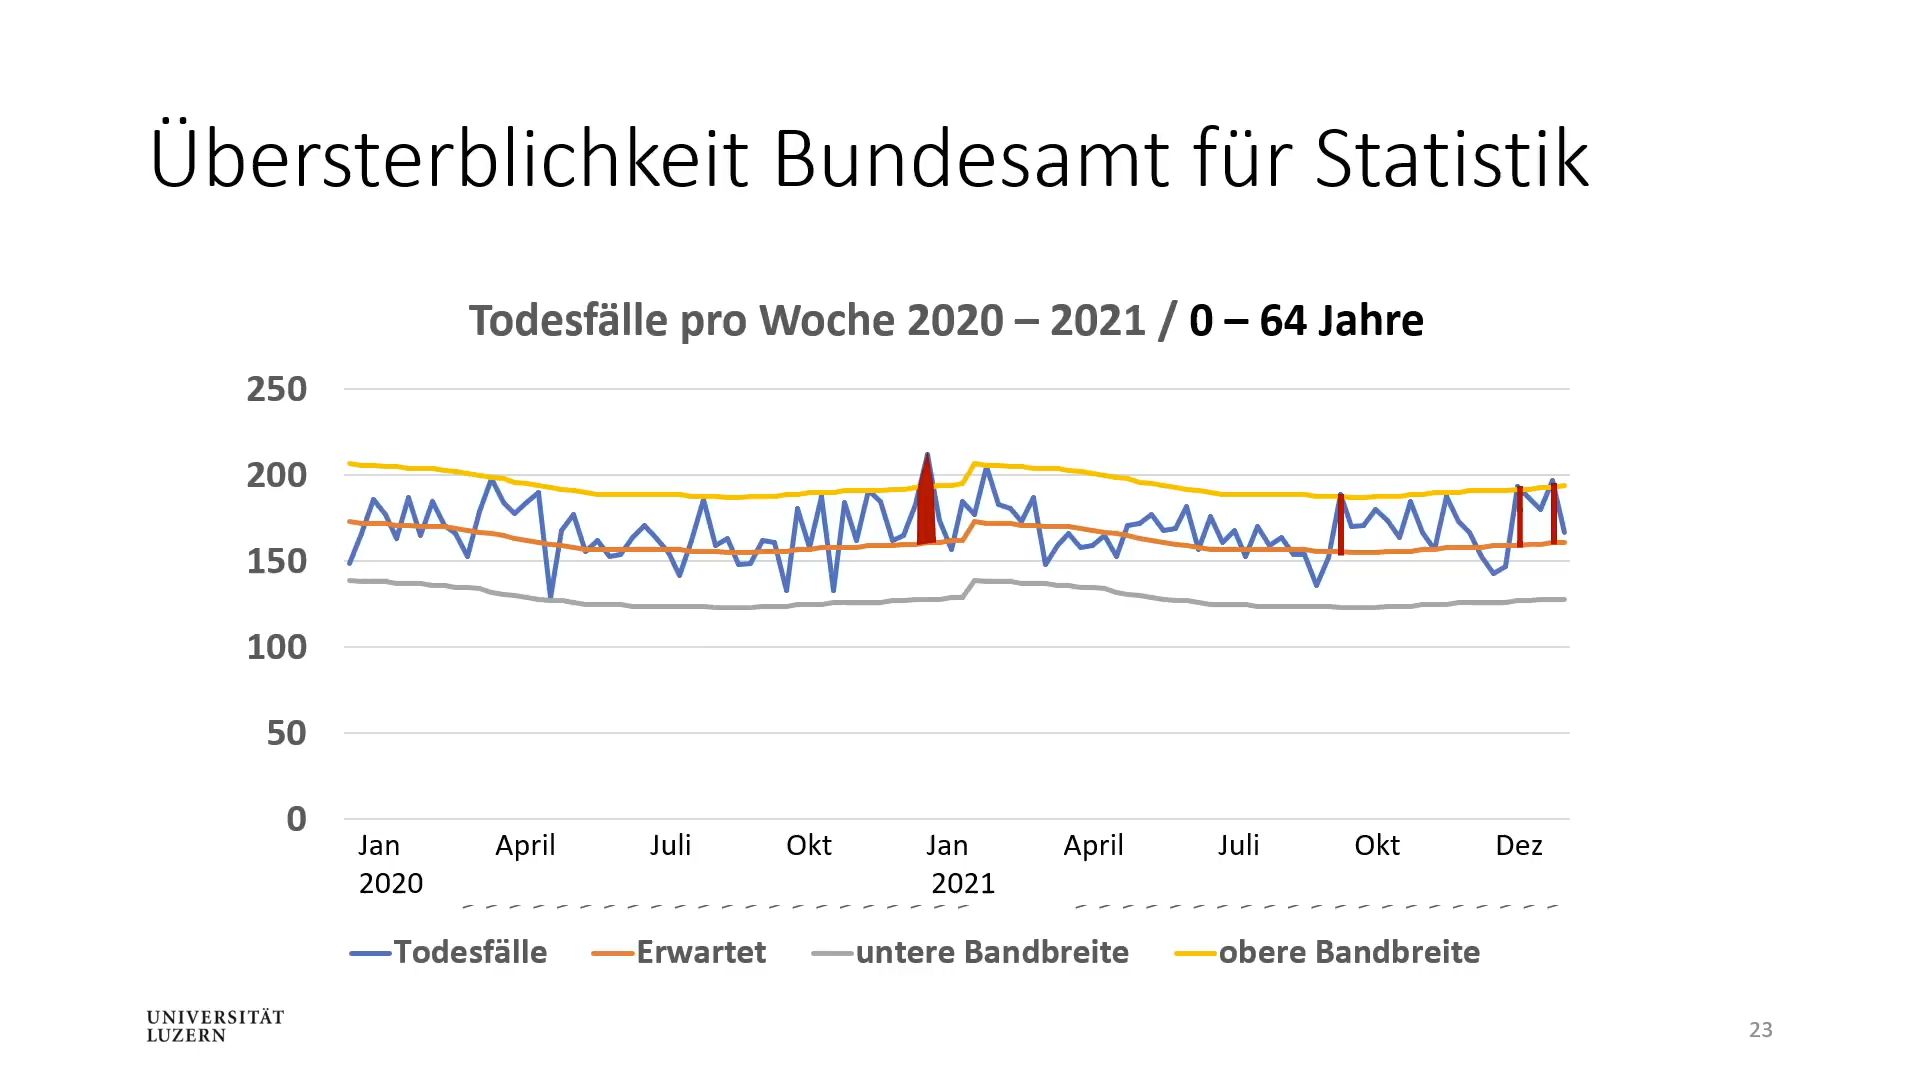 Übersterblichkeit Bundesamt für Statistik
Todesfälle pro Woche 2020 – 2021 / 0 – 64 Jahre
250
200
150
100
50
0
Jan April Juli Okt Jan April Juli Okt Dez
2020 2021
Todesfälle Erwartet untere Bandbreite obere Bandbreite
UNIVERSITÄT
LUZERN
23